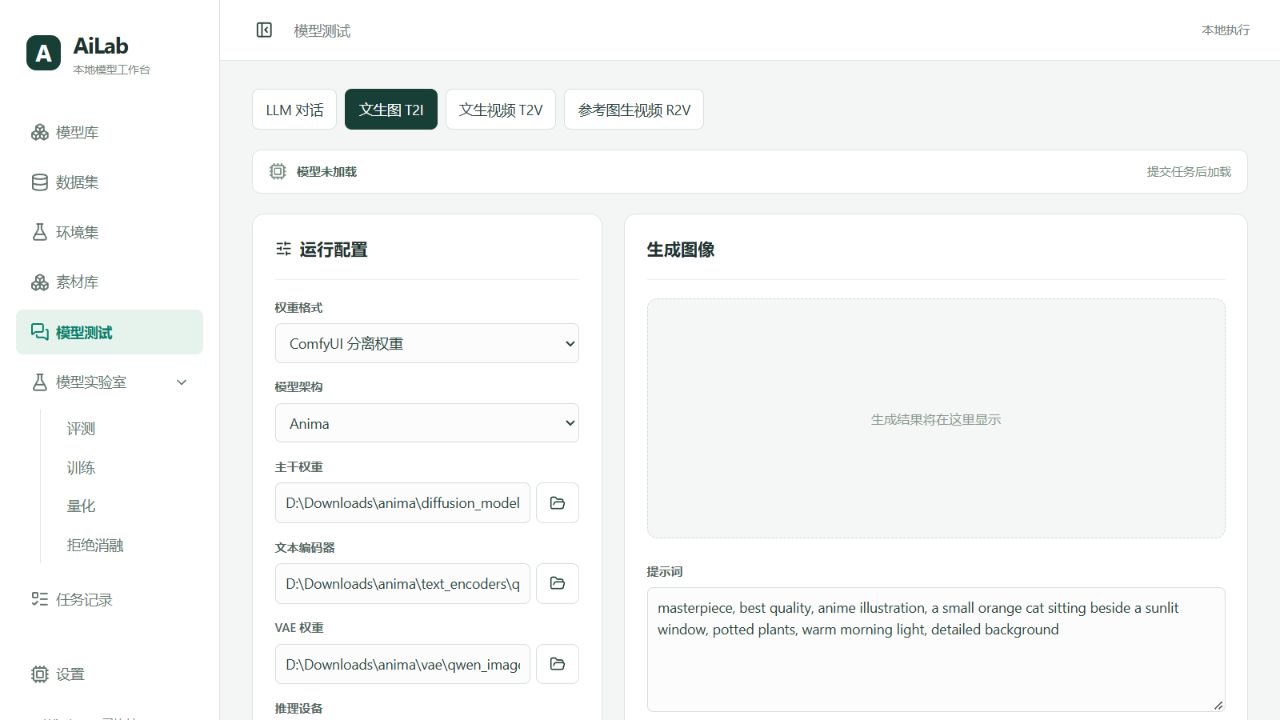 A
AiLab
本地模型工作台
模型库
数据集
环境集
素材库
模型测试
模型实验室
评测
训练
量化
拒绝消融
任务记录
设置
模型测试
本地执行
LLM 对话
文生图 T2I
文生视频 T2V
参考图生视频 R2V
模型未加载
提交任务后加载
运行配置
权重格式
ComfyUI 分离权重
模型架构
Anima
主干权重
D:\Downloads\anima\diffusion_model
文本编码器
D:\Downloads\anima\text_encoders\q
VAE 权重
D:\Downloads\anima\vae\qwen_image
推理设备
生成图像
生成结果将在这里显示
提示词
masterpiece, best quality, anime illustration, a small orange cat sitting beside a sunlit
window, potted plants, warm morning light, detailed background